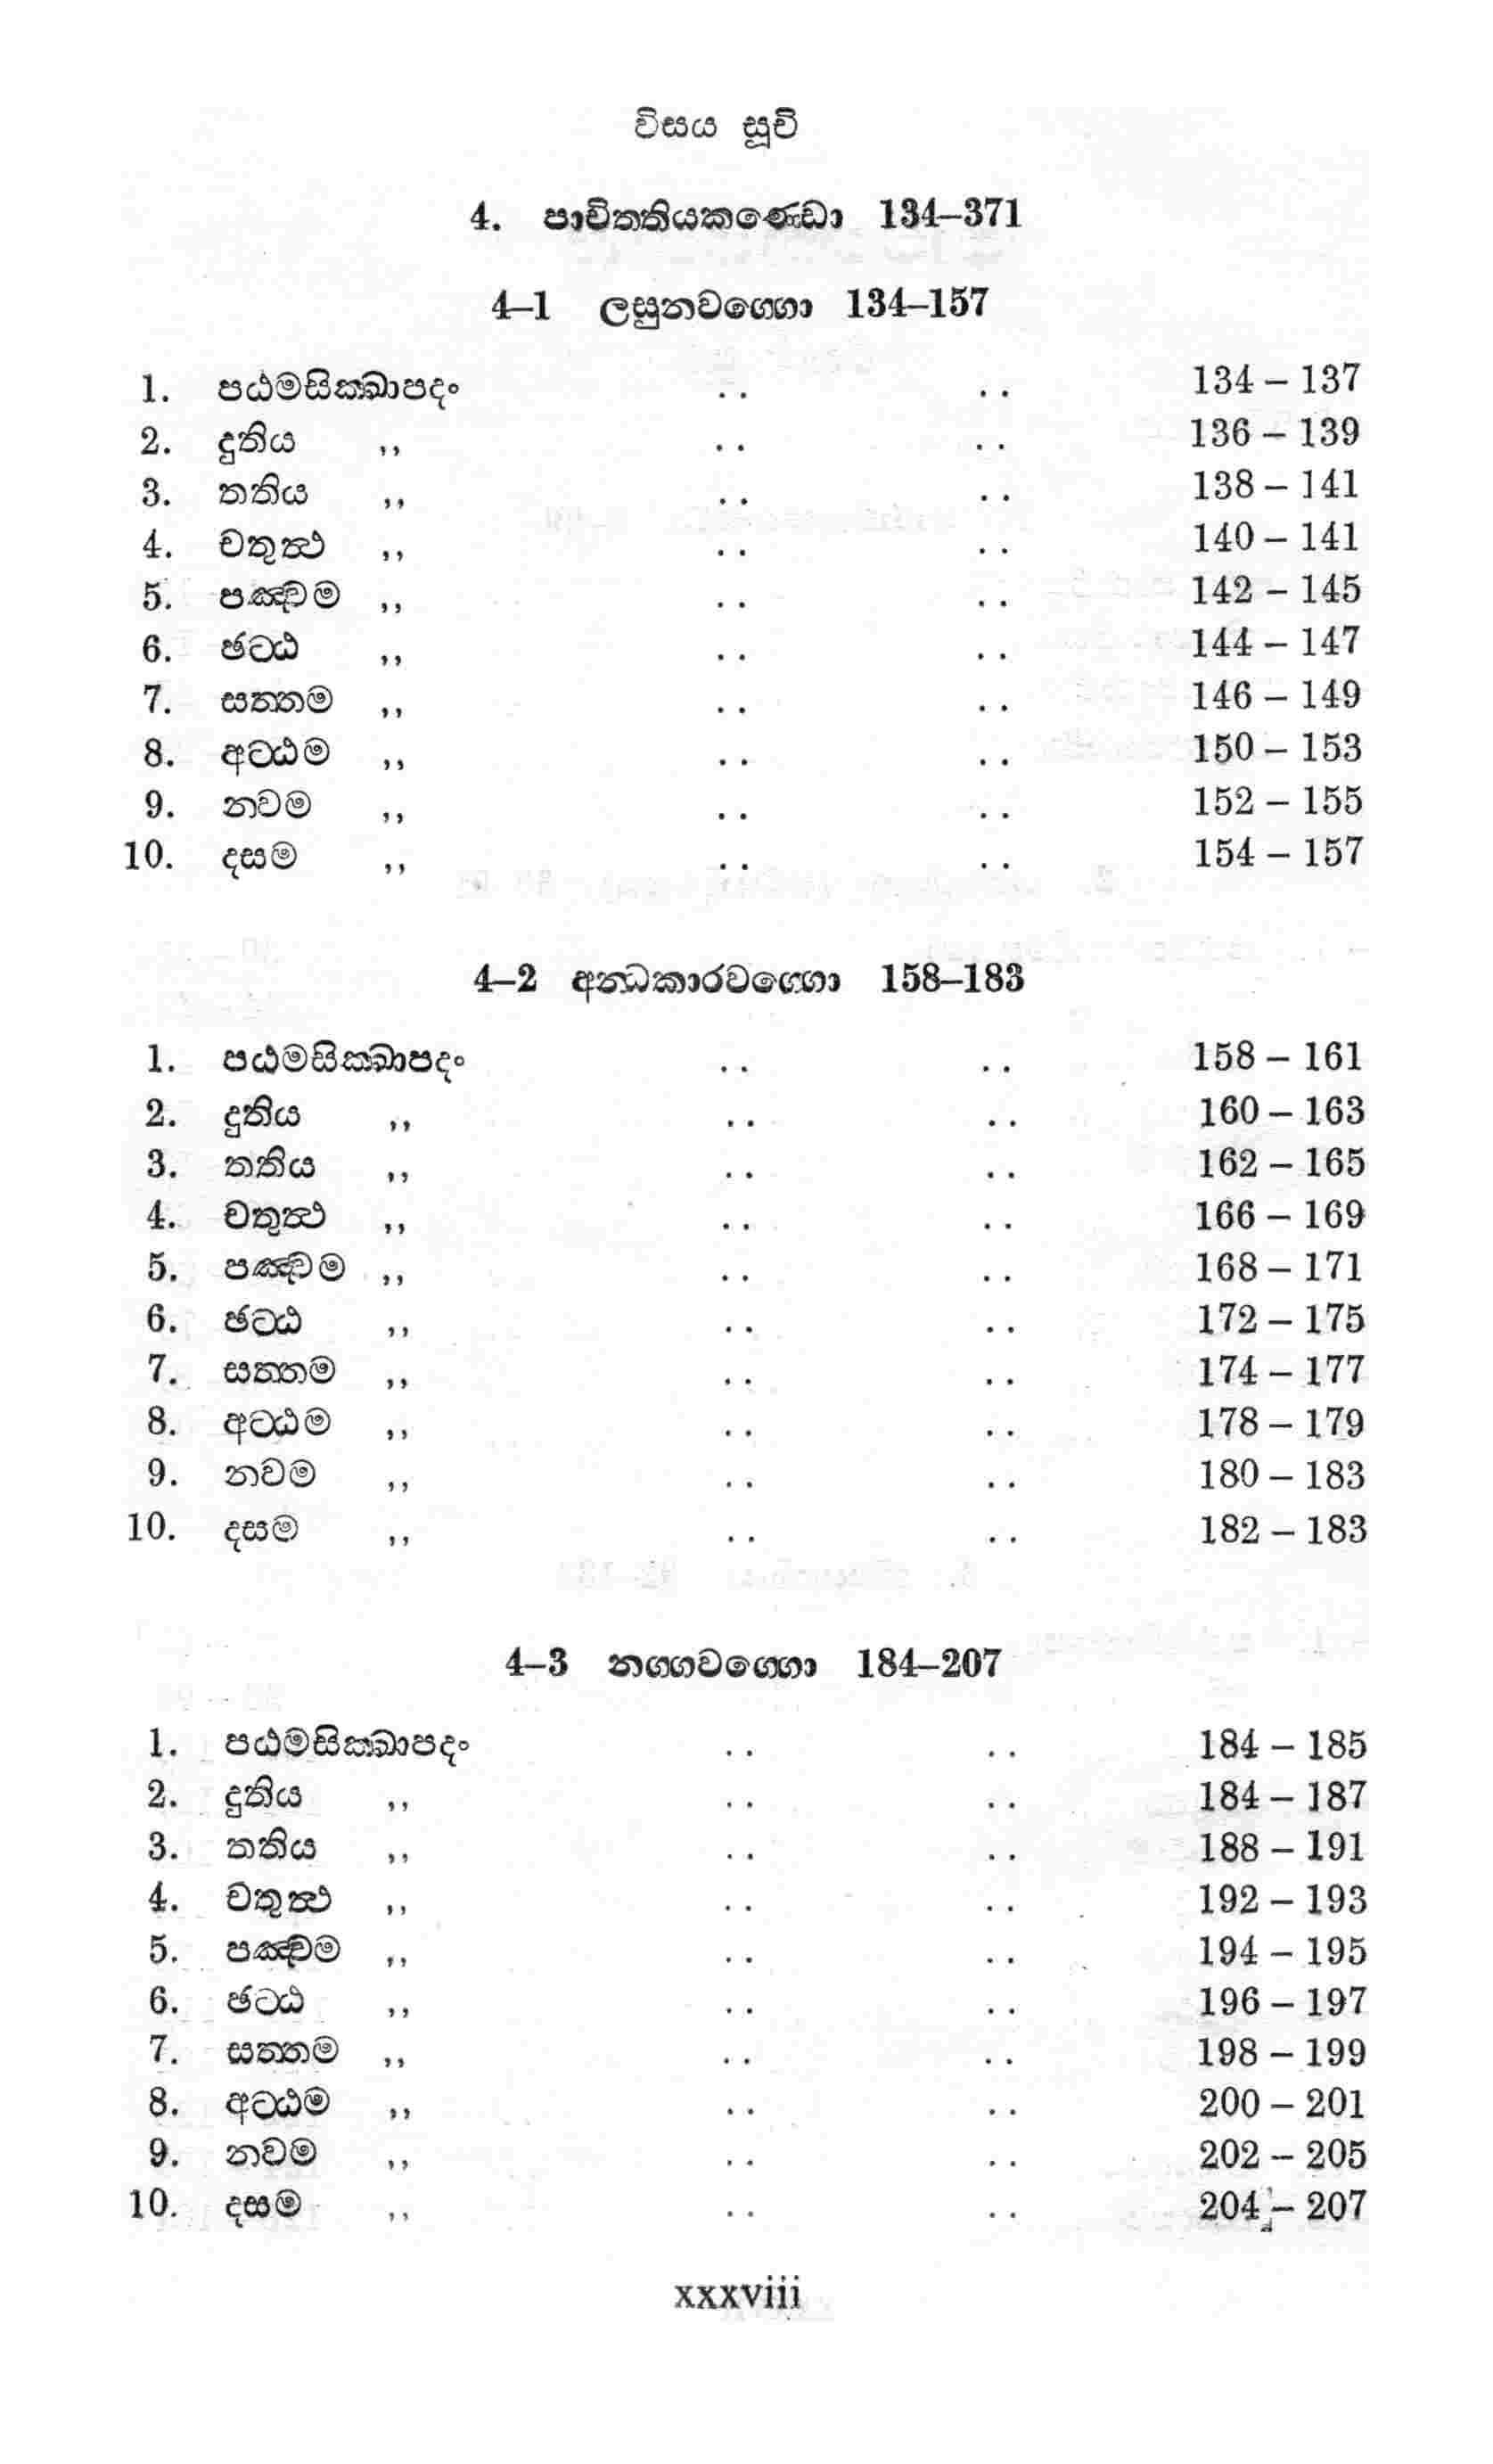 විසය සූචි
4. පාචිත්තියකණ්ඩො 134–371
4–1 ලසුනවග්ගො 134–157
1. පඨමසික්ඛාපදං .. .. 134 – 137
2. දුතිය ,, .. .. 136 – 139
3. තතිය ,, .. .. 138 – 141
4. චතුත්ථ ,, .. .. 140 – 141
5. පඤ්චම ,, .. .. 142 – 145
6. ඡට්ඨ ,, .. .. 144 – 147
7. සත්තම ,, .. .. 146 – 149
8. අට්ඨම ,, .. .. 150 – 153
9. නවම ,, .. .. 152 – 155
10. දසම ,, .. .. 154 – 157
4–2 අන්ධකාරවග්ගො 158–183
1. පඨමසික්ඛාපදං .. .. 158 – 161
2. දුතිය ,, .. .. 160 – 163
3. තතිය ,, .. .. 162 – 165
4. චතුත්ථ ,, .. .. 166 – 169
5. පඤ්චම ,, .. .. 168 – 171
6. ඡට්ඨ ,, .. .. 172 – 175
7. සත්තම ,, .. .. 174 – 177
8. අට්ඨම ,, .. .. 178 – 179
9. නවම ,, .. .. 180 – 183
10. දසම ,, .. .. 182 – 183
4–3 නග්ගවග්ගො 184–207
1. පඨමසික්ඛාපදං .. .. 184 – 185
2. දුතිය ,, .. .. 184 – 187
3. තතිය ,, .. .. 188 – 191
4. චතුත්ථ ,, .. .. 192 – 193
5. පඤ්චම ,, .. .. 194 – 195
6. ඡට්ඨ ,, .. .. 196 – 197
7. සත්තම ,, .. .. 198 – 199
8. අට්ඨම ,, .. .. 200 – 201
9. නවම ,, .. .. 202 – 205
10. දසම ,, .. .. 204 – 207
xxxviii